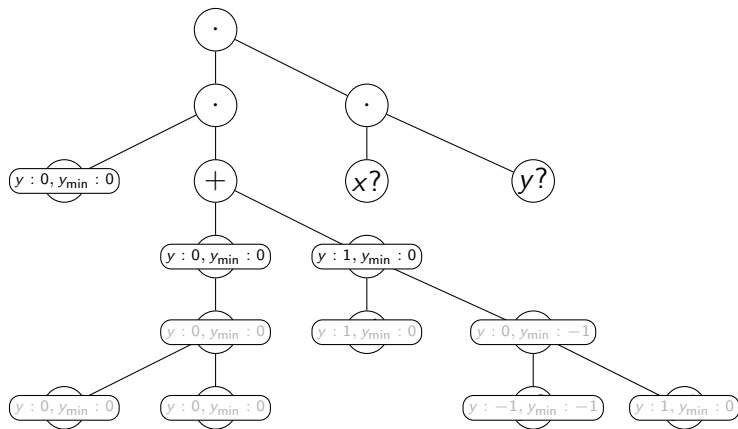 ·
· ·
y : 0, y_min : 0 + x? y?
y : 0, y_min : 0 y : 1, y_min : 0
y : 0, y_min : 0 y : 1, y_min : 0 y : 0, y_min : −1
y : 0, y_min : 0 y : 0, y_min : 0 y : −1, y_min : −1 y : 1, y_min : 0